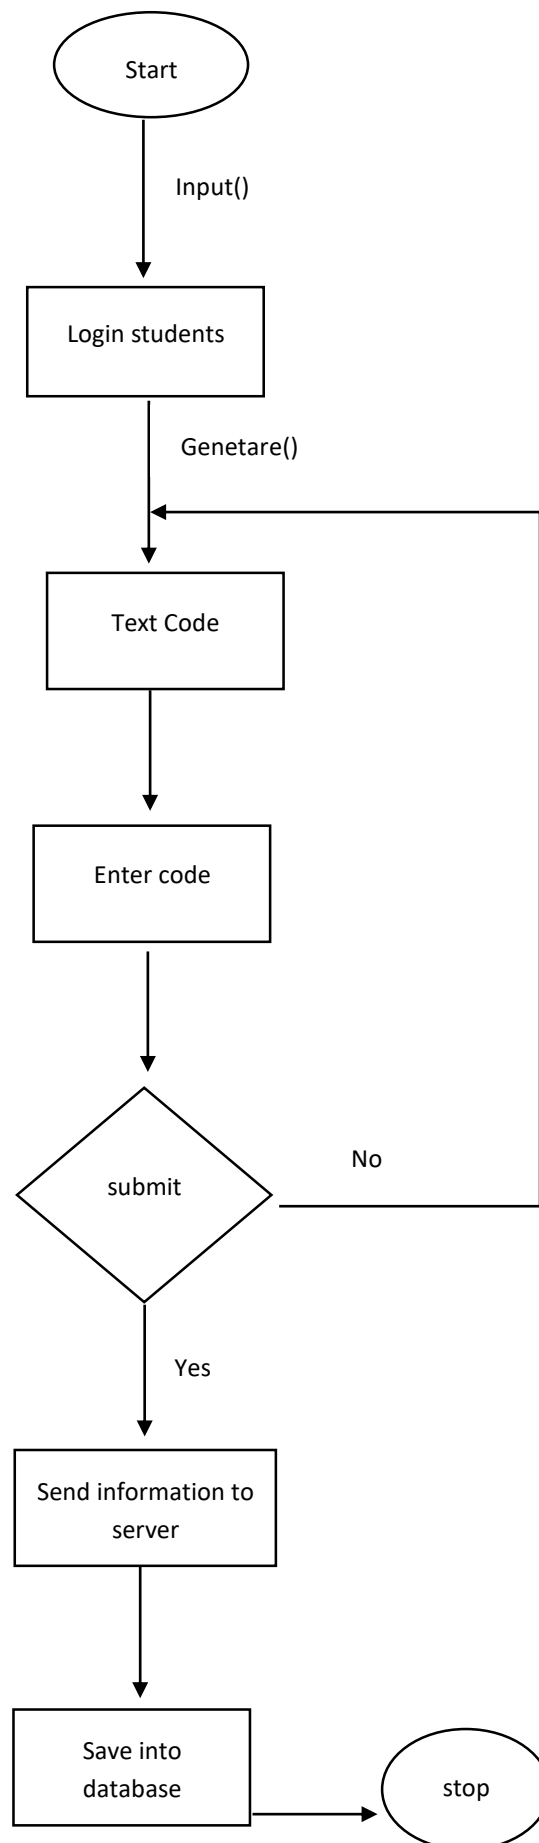 Start
Input()
Login students
Genetare()
Text Code
Enter code
submit
No
Yes
Send information to
server
Save into
database
stop